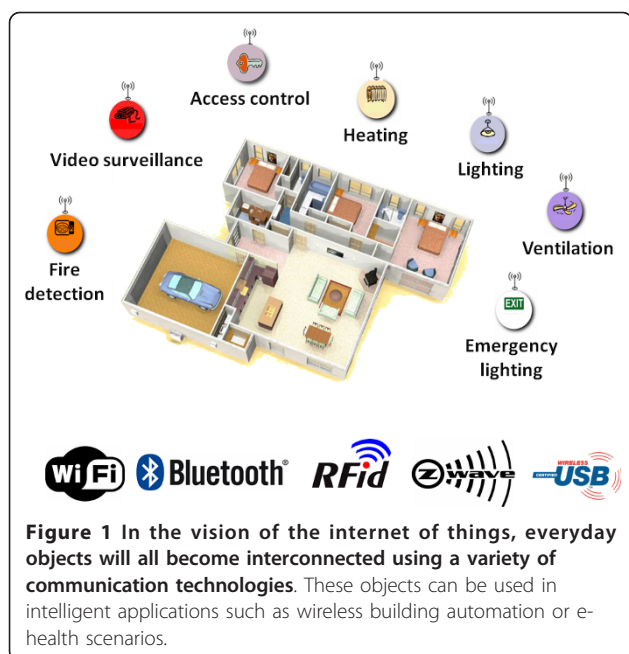 Access control
Heating
Video surveillance
Lighting
Ventilation
Fire
detection
EXIT
Emergency
lighting
WiFi
Bluetooth®
RFid
Z wave
CERTIFIED WIRELESS USB
Figure 1 In the vision of the internet of things, everyday
objects will all become interconnected using a variety of
communication technologies. These objects can be used in
intelligent applications such as wireless building automation or e-
health scenarios.